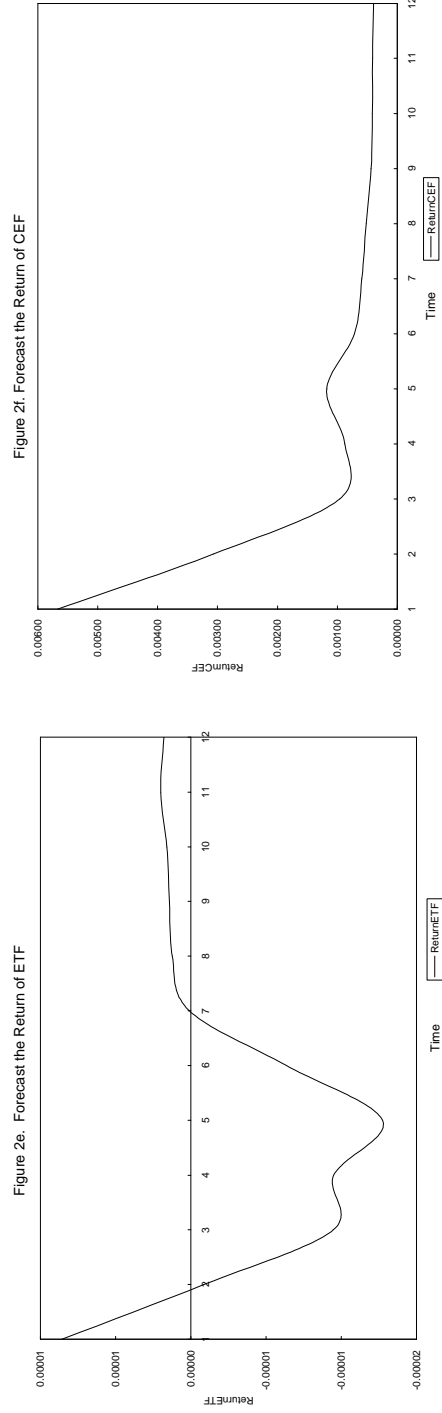 Figure 2e. Forecast the Return of ETF
0.00001
0.00001
0.00000
-0.00001
-0.00001
-0.00002
ReturnETF
1 2 3 4 5 6 7 8 9 10 11 12
Time
ReturnETF
Figure 2f. Forecast the Return of CEF
0.00600
0.00500
0.00400
0.00300
0.00200
0.00100
0.00000
ReturnCEF
1 2 3 4 5 6 7 8 9 10 11 12
Time
ReturnCEF